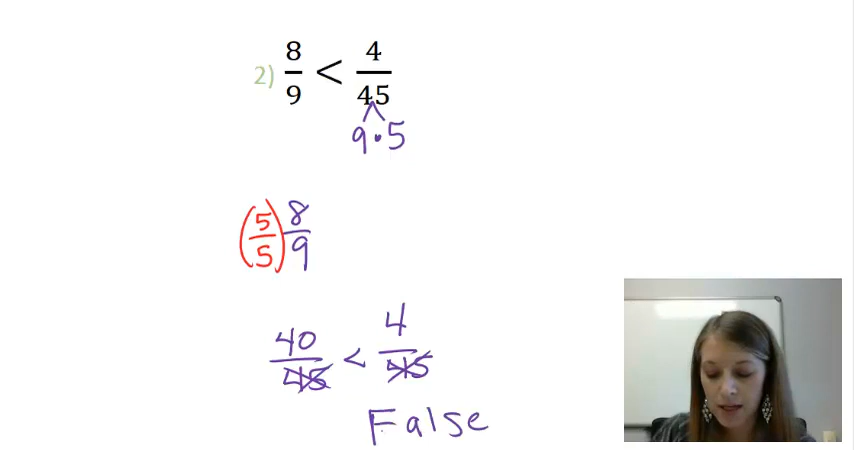 2) 8/9 < 4/45
9·5
(5/5) 8/9
40/45 < 4/45
False